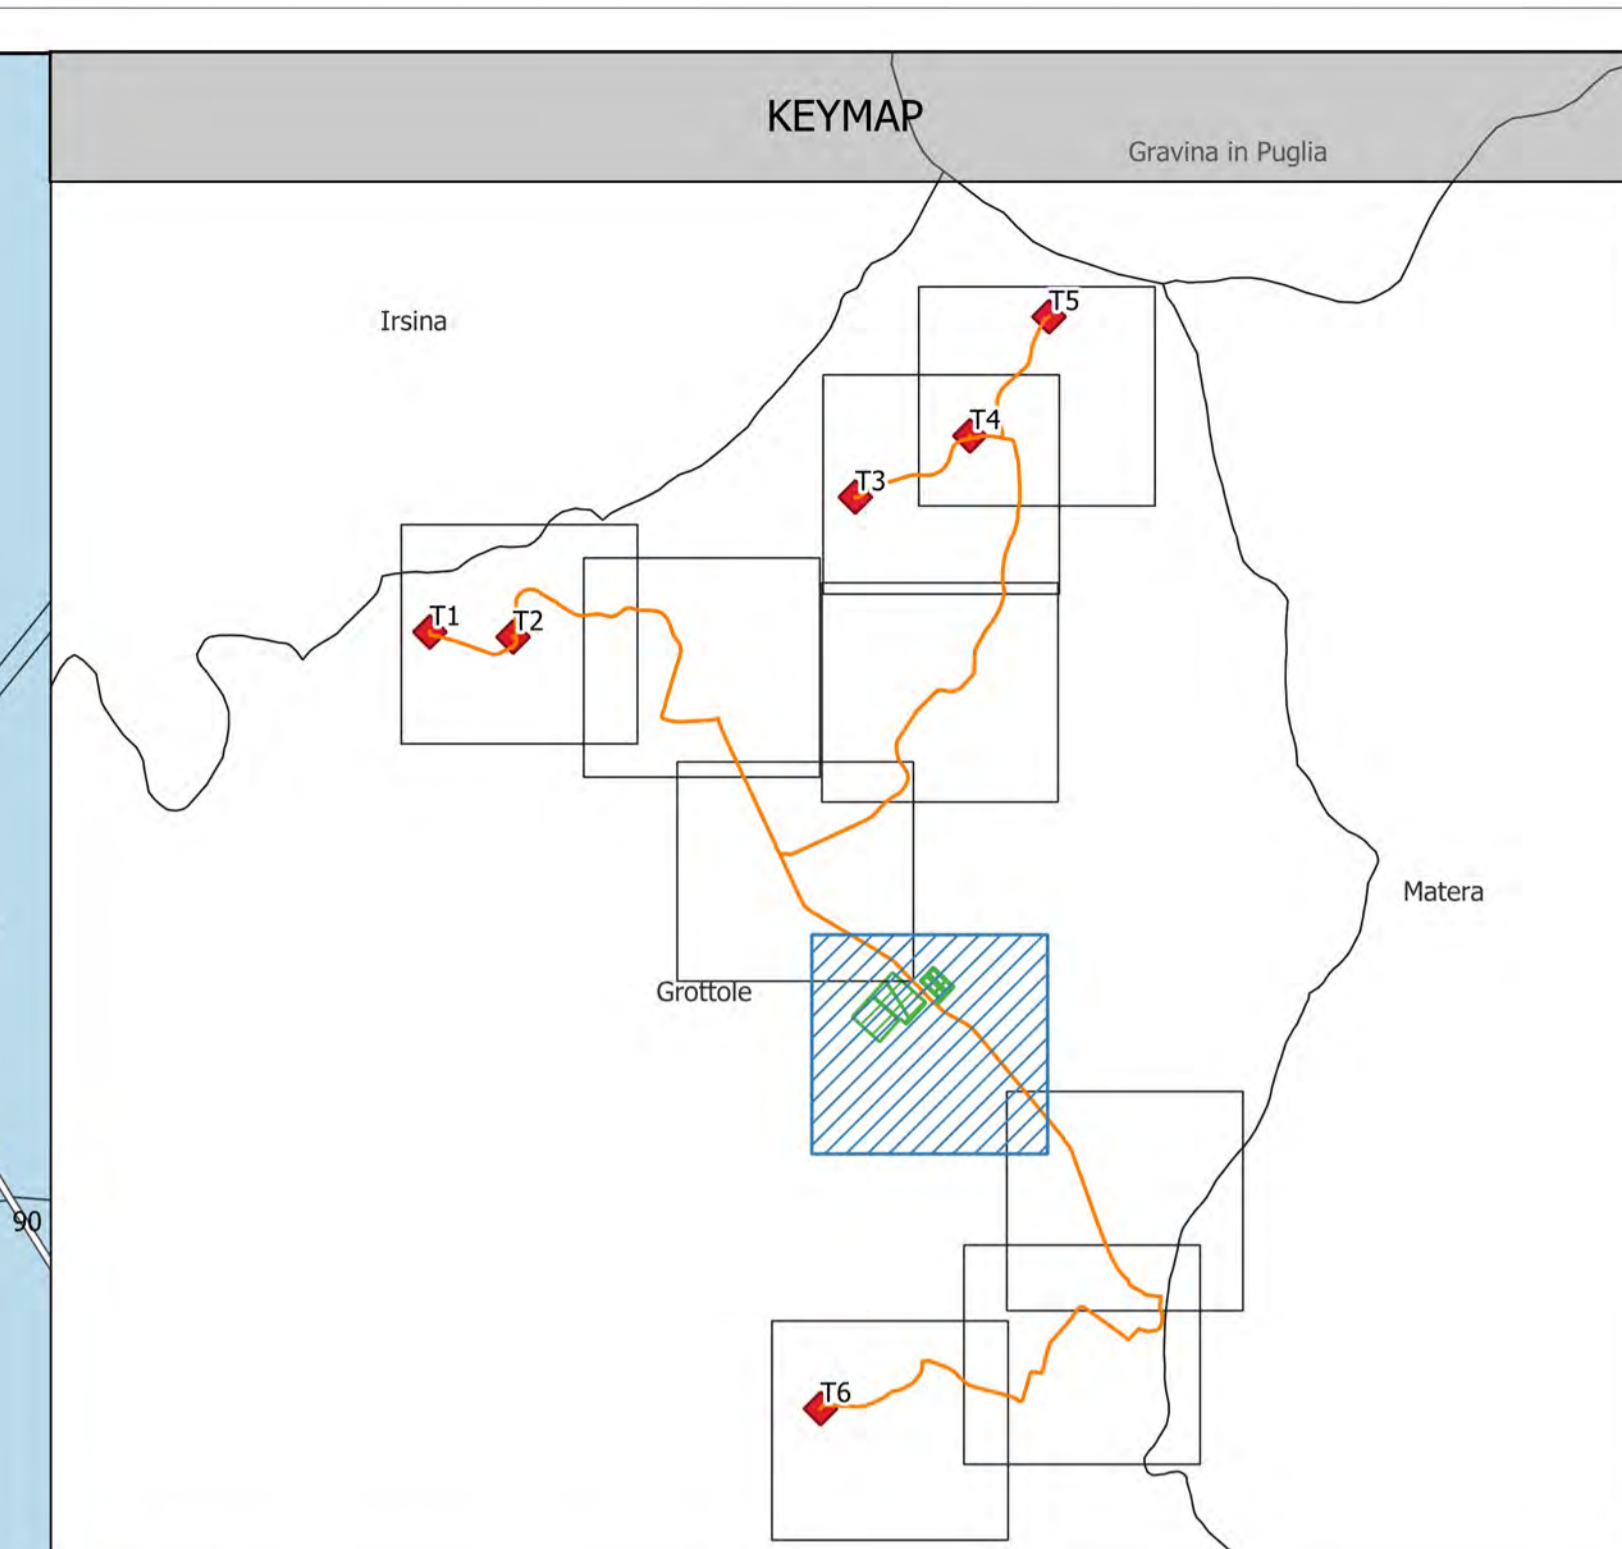 KEYMAP
Gravina in Puglia
T5
Irsina
T4
T3
T1
T2
Matera
Grottole
90
T6